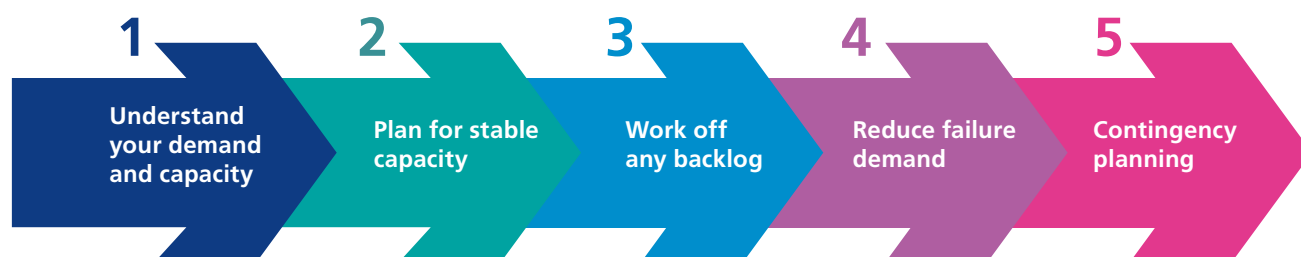 1
Understand
your demand
and capacity
2
Plan for stable
capacity
3
Work off
any backlog
4
Reduce failure
demand
5
Contingency
planning